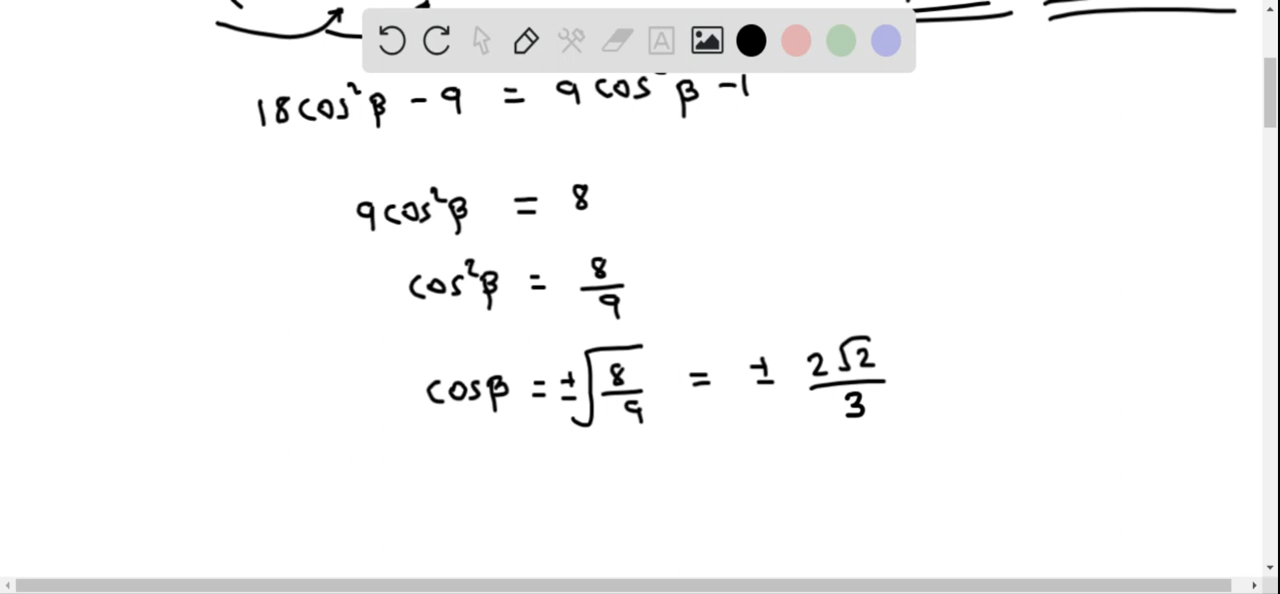 18cos²β - 9 = 9cos²β - 1
9cos²β = 8
cos²β = 8/9
cosβ = ±√(8/9) = ± 2√2/3